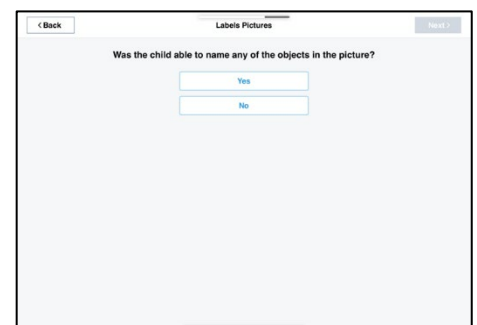 < Back
Labels Pictures
Next >
Was the child able to name any of the objects in the picture?
Yes
No